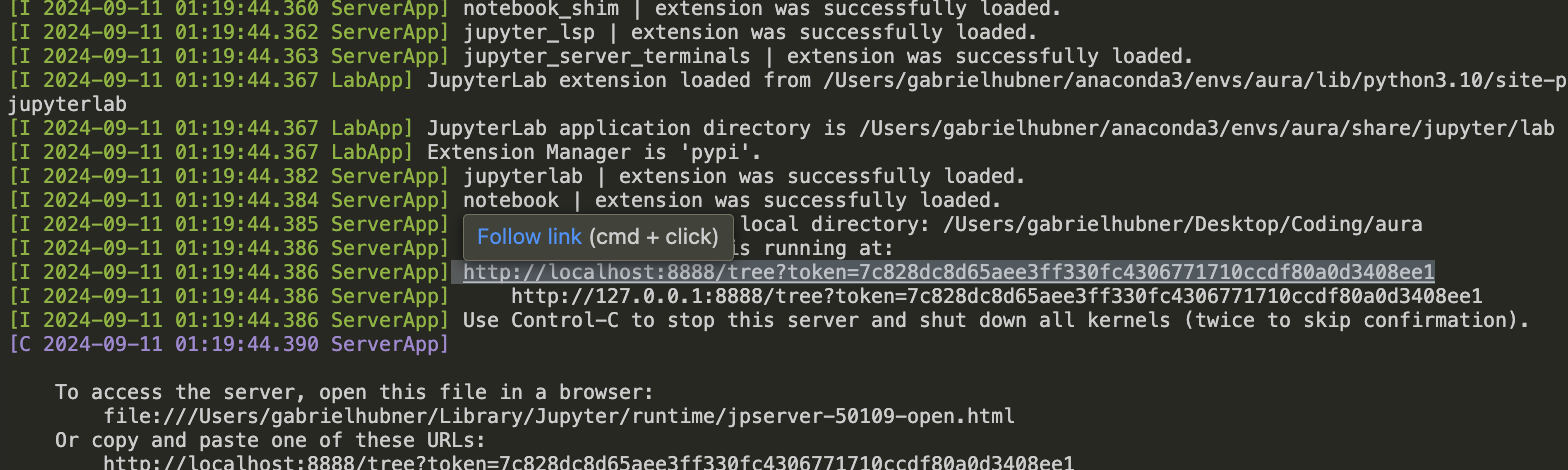 [I 2024-09-11 01:19:44.360 ServerApp] notebook_shim | extension was successfully loaded.
[I 2024-09-11 01:19:44.362 ServerApp] jupyter_lsp | extension was successfully loaded.
[I 2024-09-11 01:19:44.363 ServerApp] jupyter_server_terminals | extension was successfully loaded.
[I 2024-09-11 01:19:44.367 LabApp] JupyterLab extension loaded from /Users/gabrielhubner/anaconda3/envs/aura/lib/python3.10/site-p
jupyterlab
[I 2024-09-11 01:19:44.367 LabApp] JupyterLab application directory is /Users/gabrielhubner/anaconda3/envs/aura/share/jupyter/lab
[I 2024-09-11 01:19:44.367 LabApp] Extension Manager is 'pypi'.
[I 2024-09-11 01:19:44.382 ServerApp] jupyterlab | extension was successfully loaded.
[I 2024-09-11 01:19:44.384 ServerApp] notebook | extension was successfully loaded.
[I 2024-09-11 01:19:44.385 ServerApp] local directory: /Users/gabrielhubner/Desktop/Coding/aura
Follow link (cmd + click)
[I 2024-09-11 01:19:44.386 ServerApp] is running at:
[I 2024-09-11 01:19:44.386 ServerApp] http://localhost:8888/tree?token=7c828dc8d65aee3ff330fc4306771710ccdf80a0d3408ee1
[I 2024-09-11 01:19:44.386 ServerApp] http://127.0.0.1:8888/tree?token=7c828dc8d65aee3ff330fc4306771710ccdf80a0d3408ee1
[I 2024-09-11 01:19:44.386 ServerApp] Use Control-C to stop this server and shut down all kernels (twice to skip confirmation).
[C 2024-09-11 01:19:44.390 ServerApp]
To access the server, open this file in a browser:
file:///Users/gabrielhubner/Library/Jupyter/runtime/jpserver-50109-open.html
Or copy and paste one of these URLs:
http://localhost:8888/tree?token=7c828dc8d65aee3ff330fc4306771710ccdf80a0d3408ee1